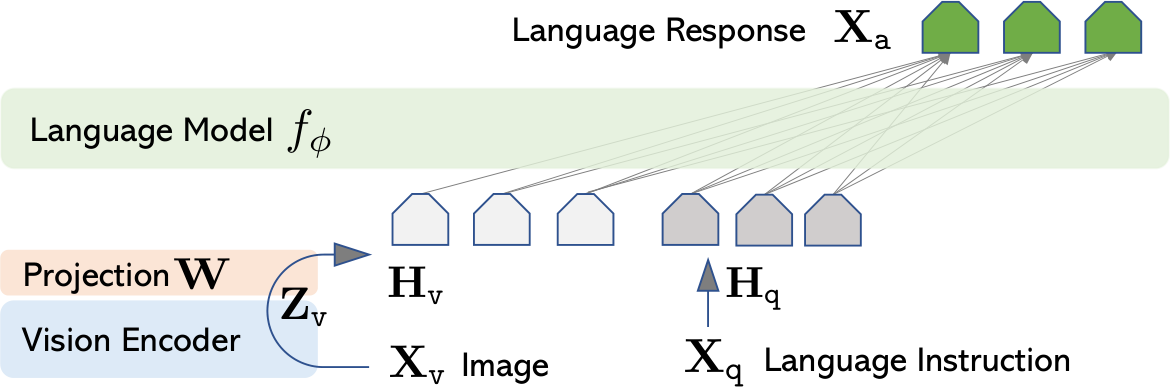 Language Response X_a
Language Model f_ϕ
Projection W
Z_v
H_v
H_q
Vision Encoder
X_v Image
X_q Language Instruction